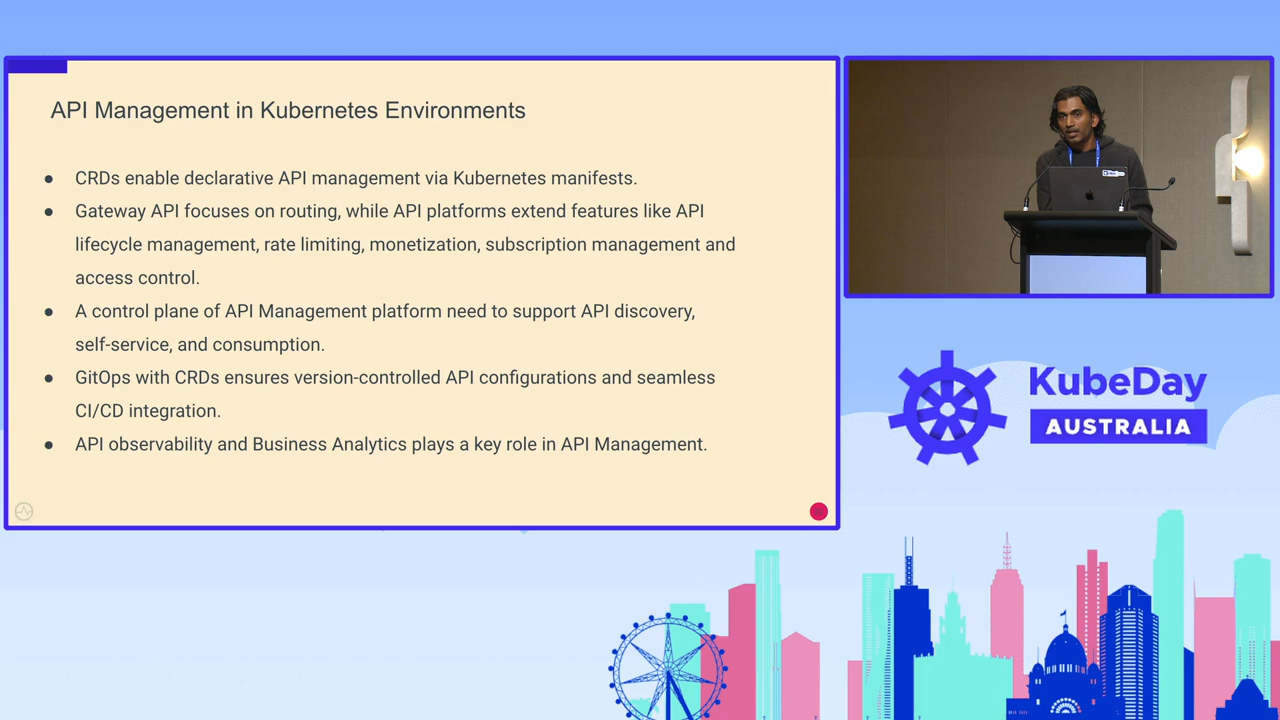 API Management in Kubernetes Environments
● CRDs enable declarative API management via Kubernetes manifests.
● Gateway API focuses on routing, while API platforms extend features like API
lifecycle management, rate limiting, monetization, subscription management and
access control.
● A control plane of API Management platform need to support API discovery,
self-service, and consumption.
● GitOps with CRDs ensures version-controlled API configurations and seamless
CI/CD integration.
● API observability and Business Analytics plays a key role in API Management.
KubeDay
AUSTRALIA